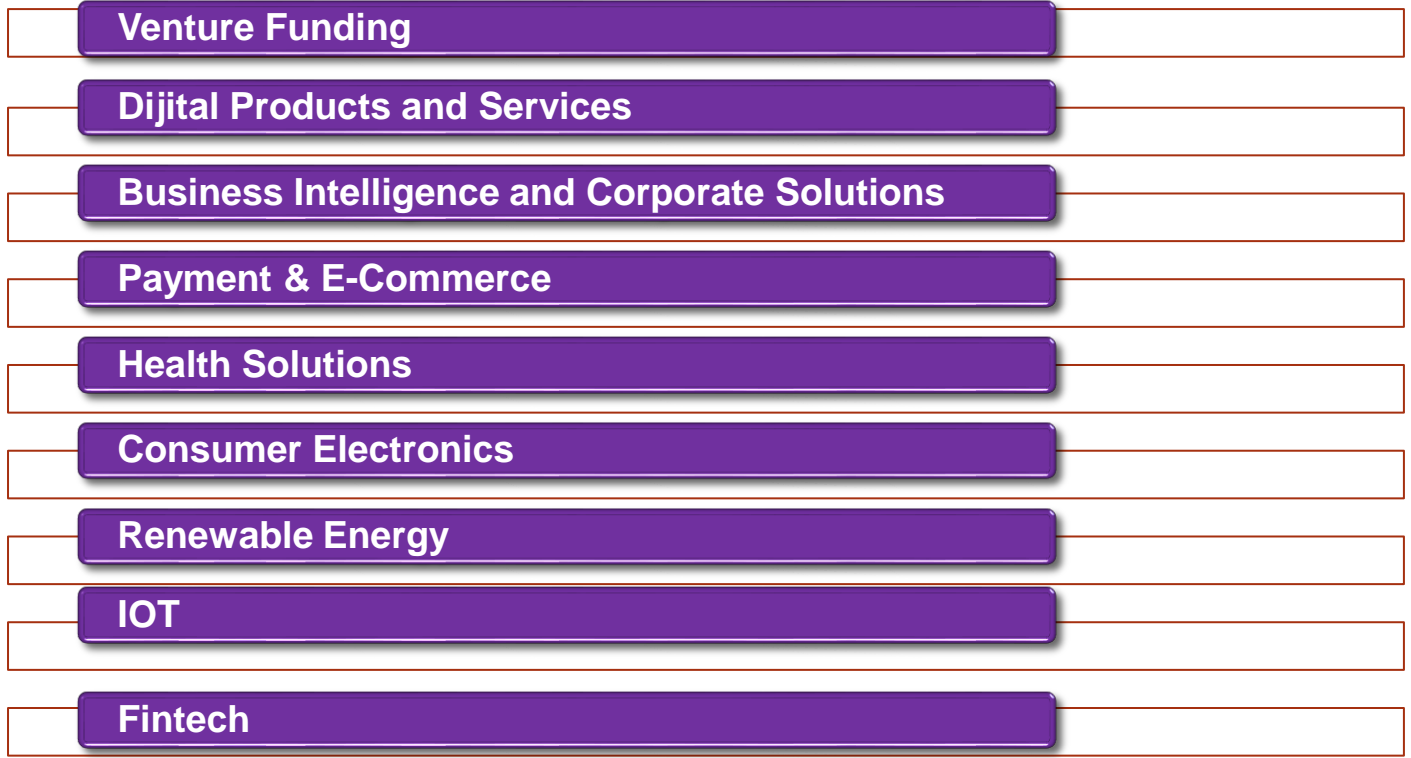 Venture Funding
Dijital Products and Services
Business Intelligence and Corporate Solutions
Payment & E-Commerce
Health Solutions
Consumer Electronics
Renewable Energy
IOT
Fintech